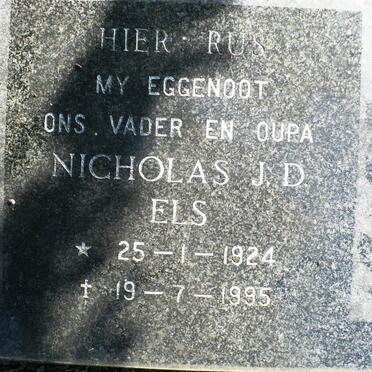 HIER RUS
MY EGGENOOT
ONS VADER EN OUPA
NICHOLAS J. D.
ELS
* 25-1-1924
† 19-7-1995